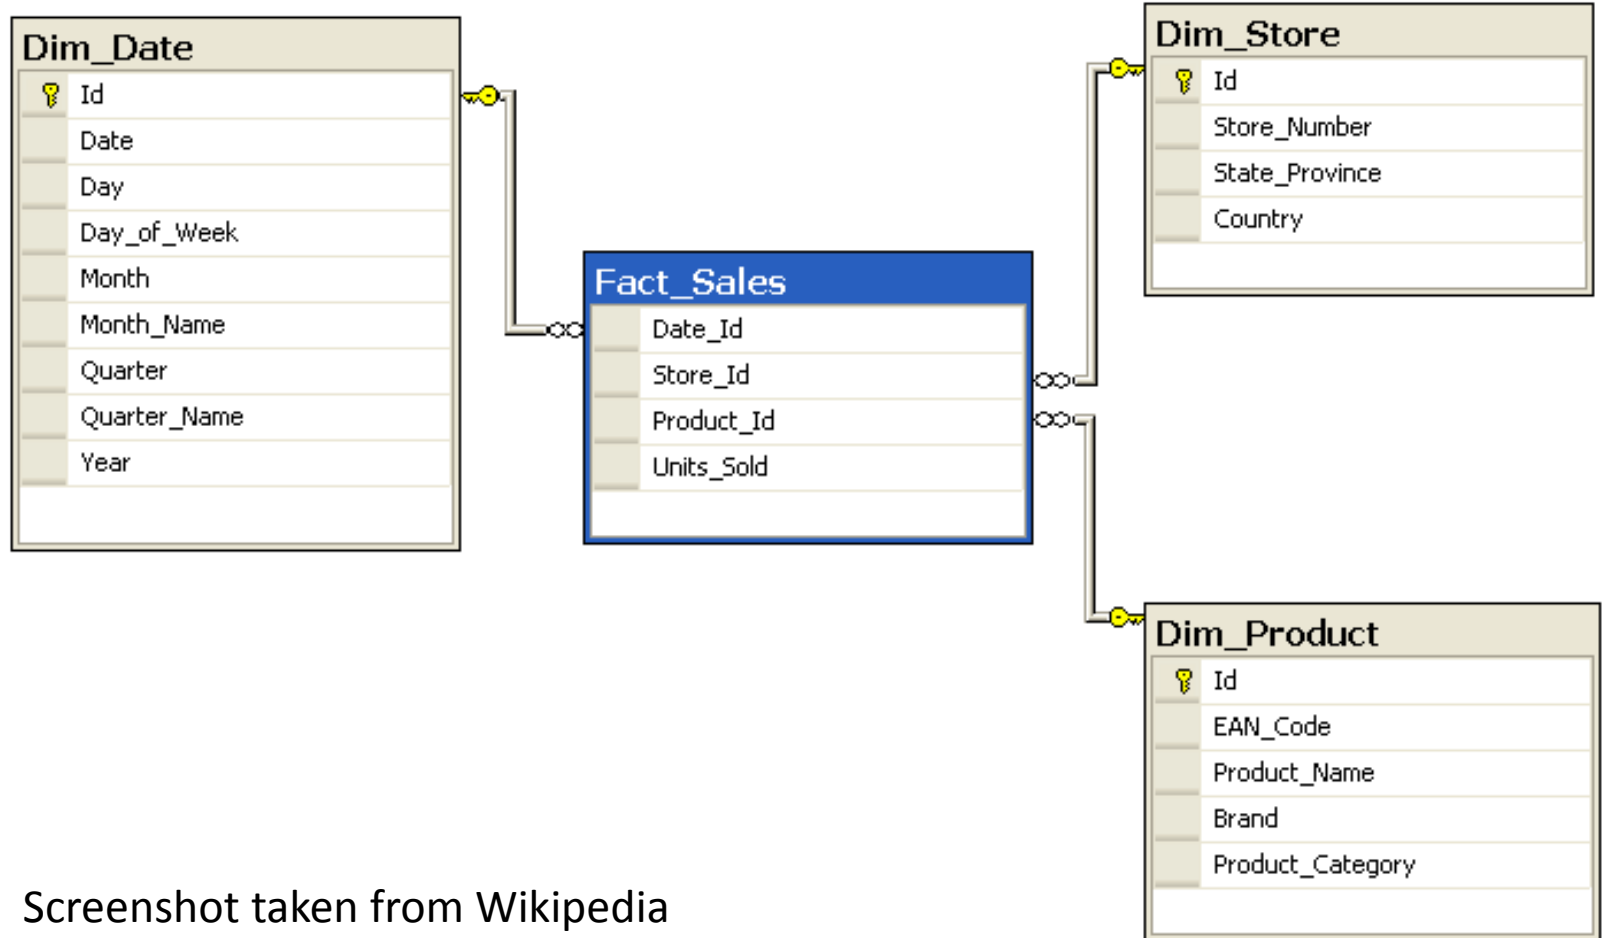 Dim_Date
Id
Date
Day
Day_of_Week
Month
Month_Name
Quarter
Quarter_Name
Year
Fact_Sales
Date_Id
Store_Id
Product_Id
Units_Sold
Dim_Store
Id
Store_Number
State_Province
Country
Dim_Product
Id
EAN_Code
Product_Name
Brand
Product_Category
Screenshot taken from Wikipedia